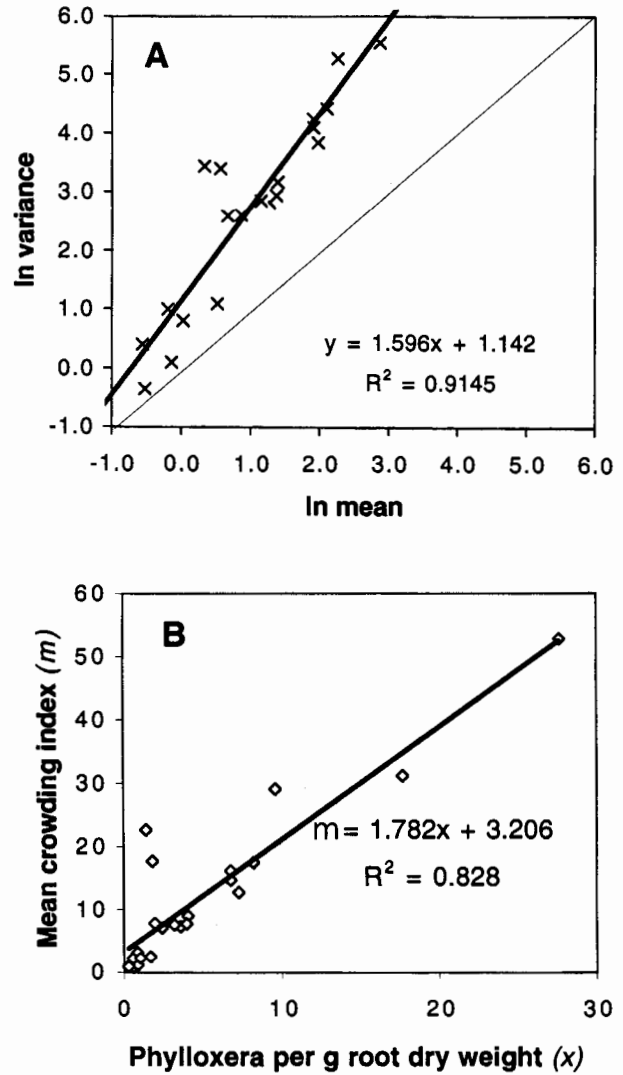 A
6.0
5.0
4.0
3.0
2.0
1.0
0.0
-1.0
ln variance
y = 1.596x + 1.142
R² = 0.9145
-1.0 0.0 1.0 2.0 3.0 4.0 5.0 6.0
ln mean
B
60
50
40
30
20
10
0
Mean crowding index (m)
m= 1.782x + 3.206
R² = 0.828
0 10 20 30
Phylloxera per g root dry weight (x)